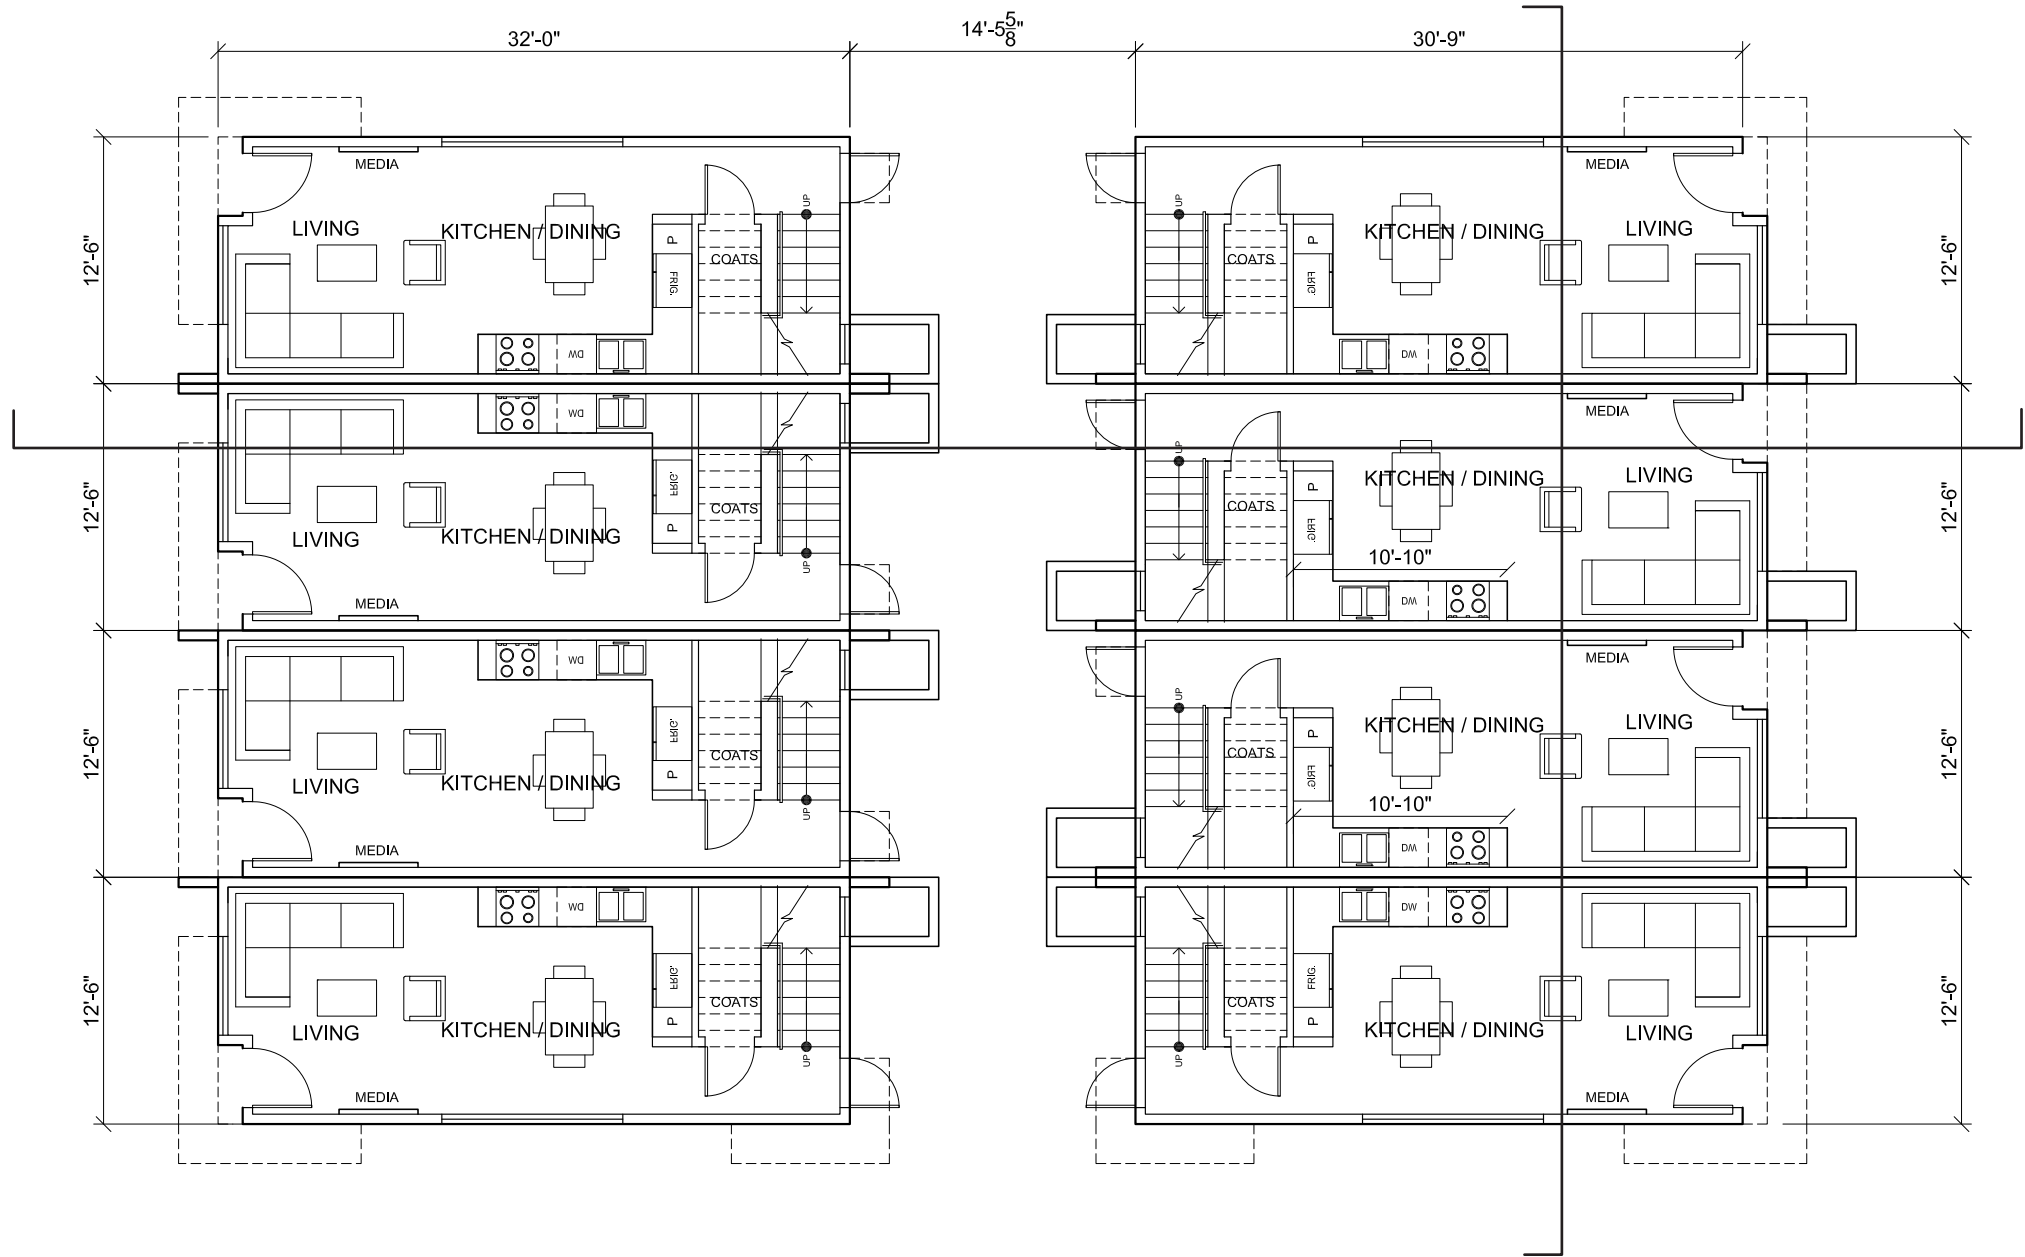 32'-0" 14'-5 5/8" 30'-9"
MEDIA MEDIA
UP UP
12'-6" LIVING KITCHEN / DINING P COATS COATS P KITCHEN / DINING LIVING 12'-6"
FRIG. FRIG.
DW DW
DW MEDIA
UP
12'-6" FRIG. P KITCHEN / DINING LIVING 12'-6"
COATS COATS
LIVING KITCHEN / DINING P FRIG.
UP 10'-10"
MEDIA DW
DW MEDIA
UP
12'-6" FRIG. P KITCHEN / DINING LIVING 12'-6"
COATS COATS
LIVING KITCHEN / DINING P FRIG.
UP 10'-10"
MEDIA DW
DW DW
12'-6" FRIG. FRIG. 12'-6"
COATS COATS
LIVING KITCHEN / DINING P P KITCHEN / DINING LIVING
UP UP
MEDIA MEDIA